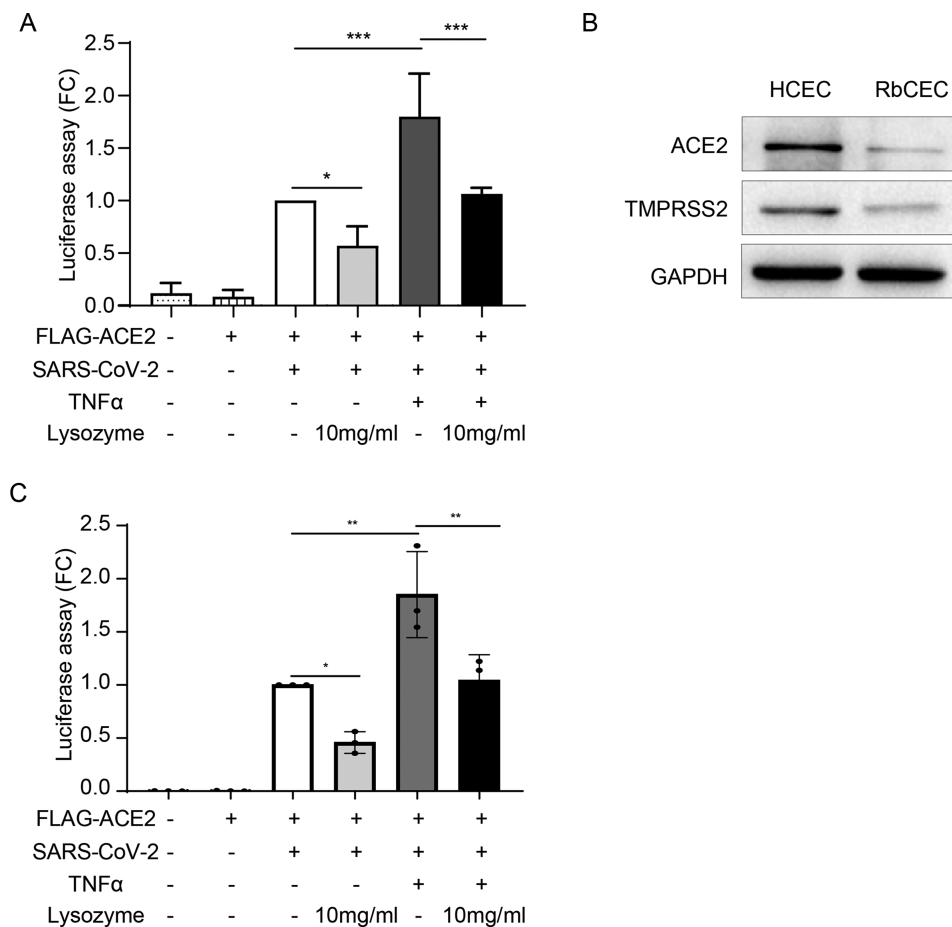 A
Luciferase assay (FC)
2.5
2.0
1.5
1.0
0.5
0.0
***
***
*
FLAG-ACE2 - + + + + +
SARS-CoV-2 - - + + + +
TNFα - - - - + +
Lysozyme - - - 10mg/ml - 10mg/ml
B
HCEC RbCEC
ACE2
TMPRSS2
GAPDH
C
Luciferase assay (FC)
2.5
2.0
1.5
1.0
0.5
0.0
**
**
*
FLAG-ACE2 - + + + + +
SARS-CoV-2 - - + + + +
TNFα - - - - + +
Lysozyme - - - 10mg/ml - 10mg/ml